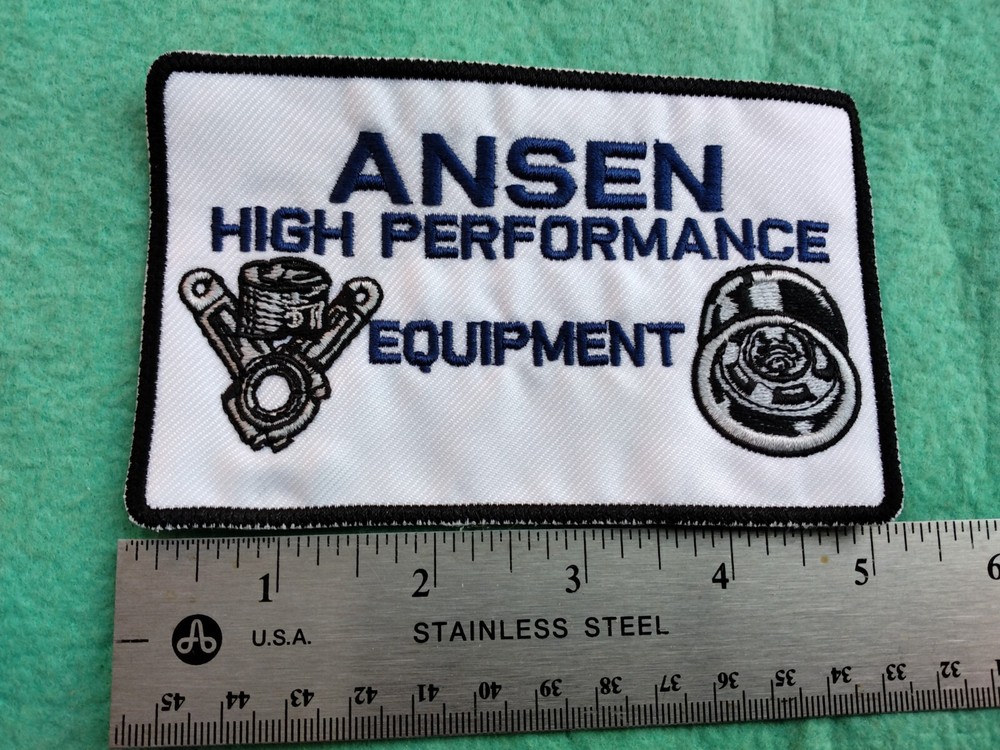 ANSEN
HIGH PERFORMANCE
EQUIPMENT
1 2 3 4 5 6
U.S.A. STAINLESS STEEL
45 44 43 42 41 40 39 38 37 36 35 34 33 32